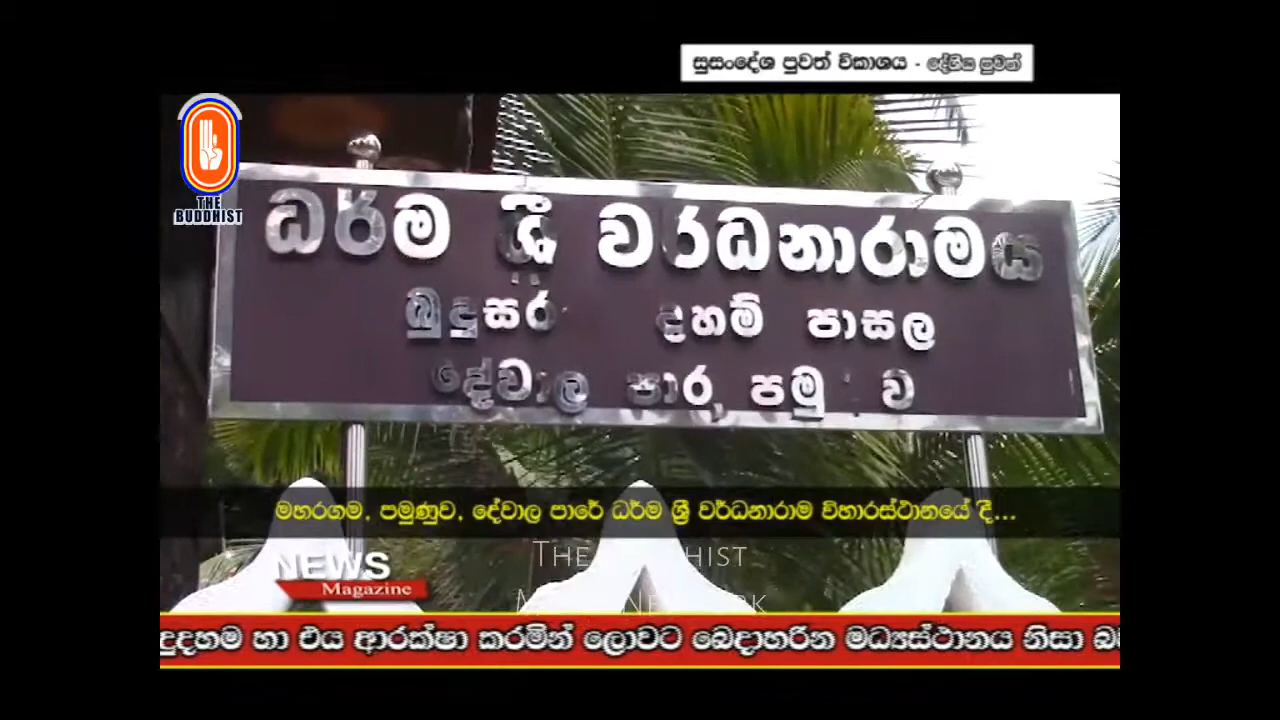 සුසංදේශ පුවත් විකාශය - දේශීය පුවත්
THE
BUDDHIST
ධර්ම ශ්‍රී වර්ධනාරාමය
බුදුසර දහම් පාසල
දේවාල පාර පමුණුව
මහරගම, පමුණුව, දේවාල පාරේ ධර්ම ශ්‍රී වර්ධනාරාම විහාරස්ථානයේ දී...
NEWS
Magazine
දුදහම හා එය ආරක්ෂා කරමින් ලොවට බෙදාහරින මධ්‍යස්ථානය නිසා